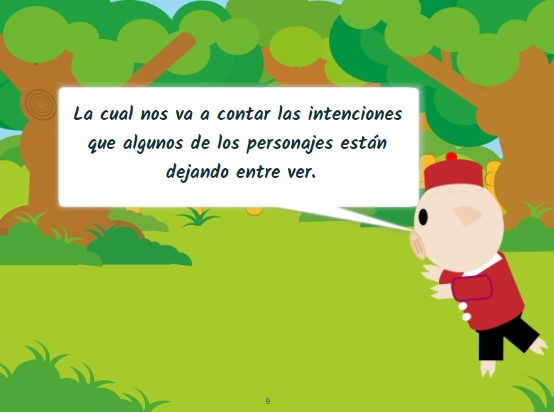 La cual nos va a contar las intenciones
que algunos de los personajes están
dejando entre ver.
9